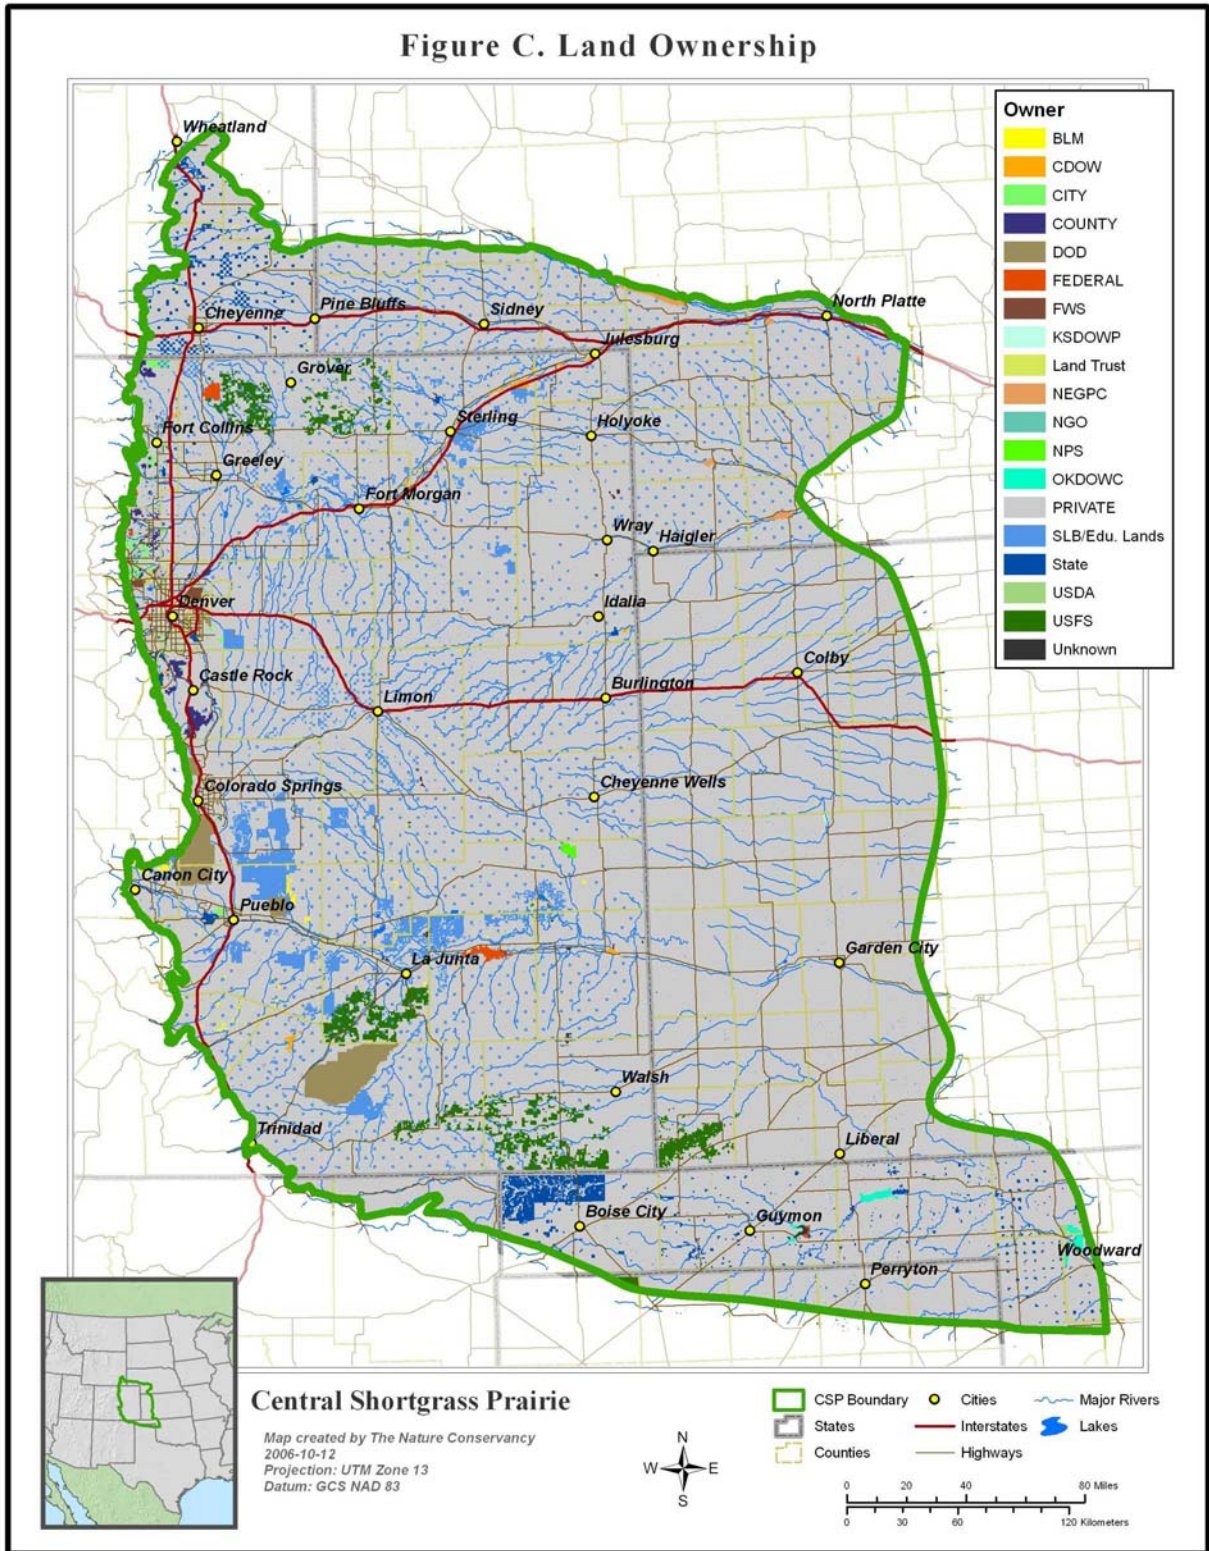 Figure C. Land Ownership
Wheatland
Cheyenne
Pine Bluffs
Sidney
North Platte
Julesburg
Grover
Fort Collins
Sterling
Holyoke
Greeley
Fort Morgan
Wray
Haigler
Denver
Idalia
Castle Rock
Limon
Burlington
Colby
Colorado Springs
Cheyenne Wells
Canon City
Pueblo
La Junta
Garden City
Walsh
Trinidad
Liberal
Boise City
Guymon
Woodward
Perryton
Owner
BLM
CDOW
CITY
COUNTY
DOD
FEDERAL
FWS
KSDOWP
Land Trust
NEGPC
NGO
NPS
OKDOWC
PRIVATE
SLB/Edu. Lands
State
USDA
USFS
Unknown
Central Shortgrass Prairie
Map created by The Nature Conservancy
2006-10-12
Projection: UTM Zone 13
Datum: GCS NAD 83
N
W E
S
CSP Boundary
Cities
Major Rivers
States
Interstates
Lakes
Counties
Highways
0 20 40 80 Miles
0 30 60 120 Kilometers